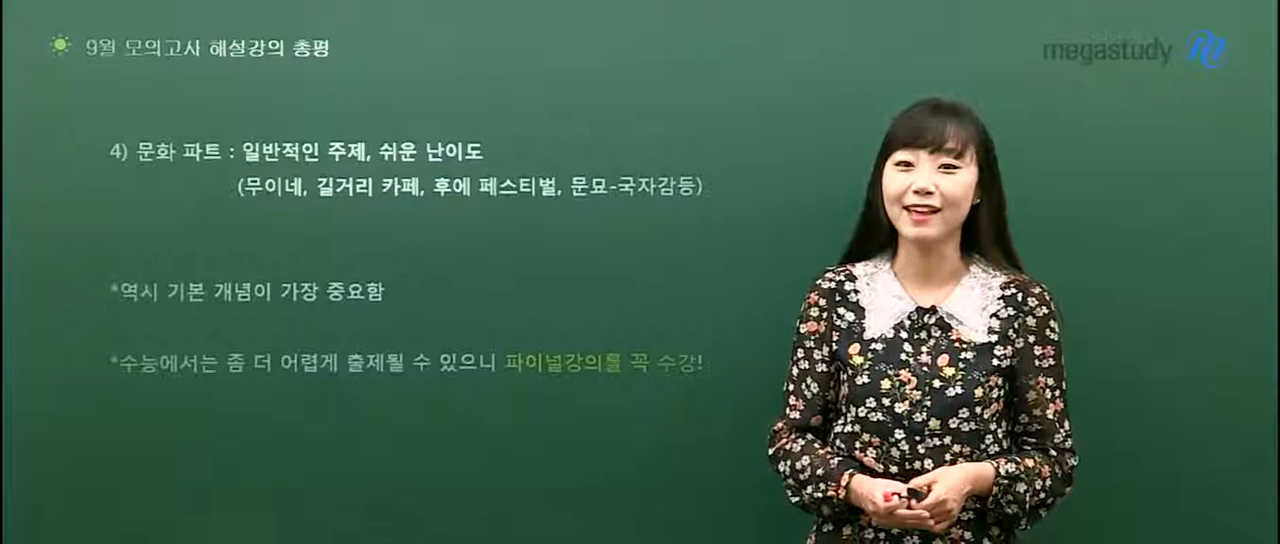 9월 모의고사 해설강의 총평
megastudy
4) 문화 파트 : 일반적인 주제, 쉬운 난이도
(무이네, 길거리 카페, 후에 페스티벌, 문묘-국자감등)
*역시 기본 개념이 가장 중요함
*수능에서는 좀 더 어렵게 출제될 수 있으니 파이널강의를 꼭 수강!